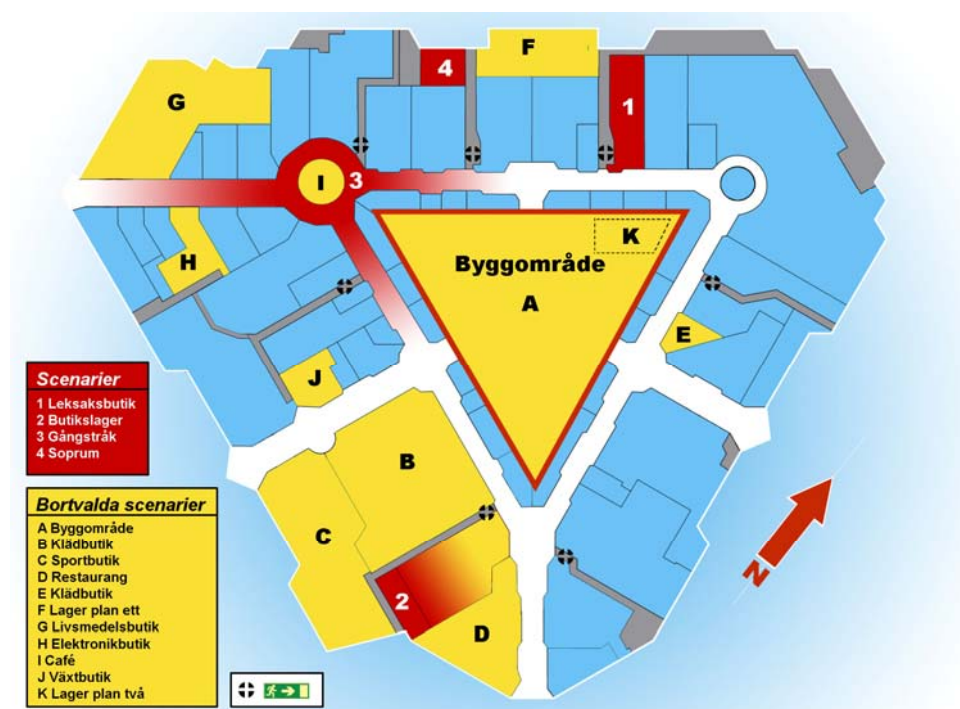 F
4
G
1
I
3
K
Byggområde
H
A
E
Scenarier
1 Leksaksbutik
2 Butikslager
3 Gångstråk
4 Soprum
J
B
Bortvalda scenarier
A Byggområde
B Klädbutik
C Sportbutik
D Restaurang
E Klädbutik
F Lager plan ett
G Livsmedelsbutik
H Elektronikbutik
I Café
J Växtbutik
K Lager plan två
C
2
D
N